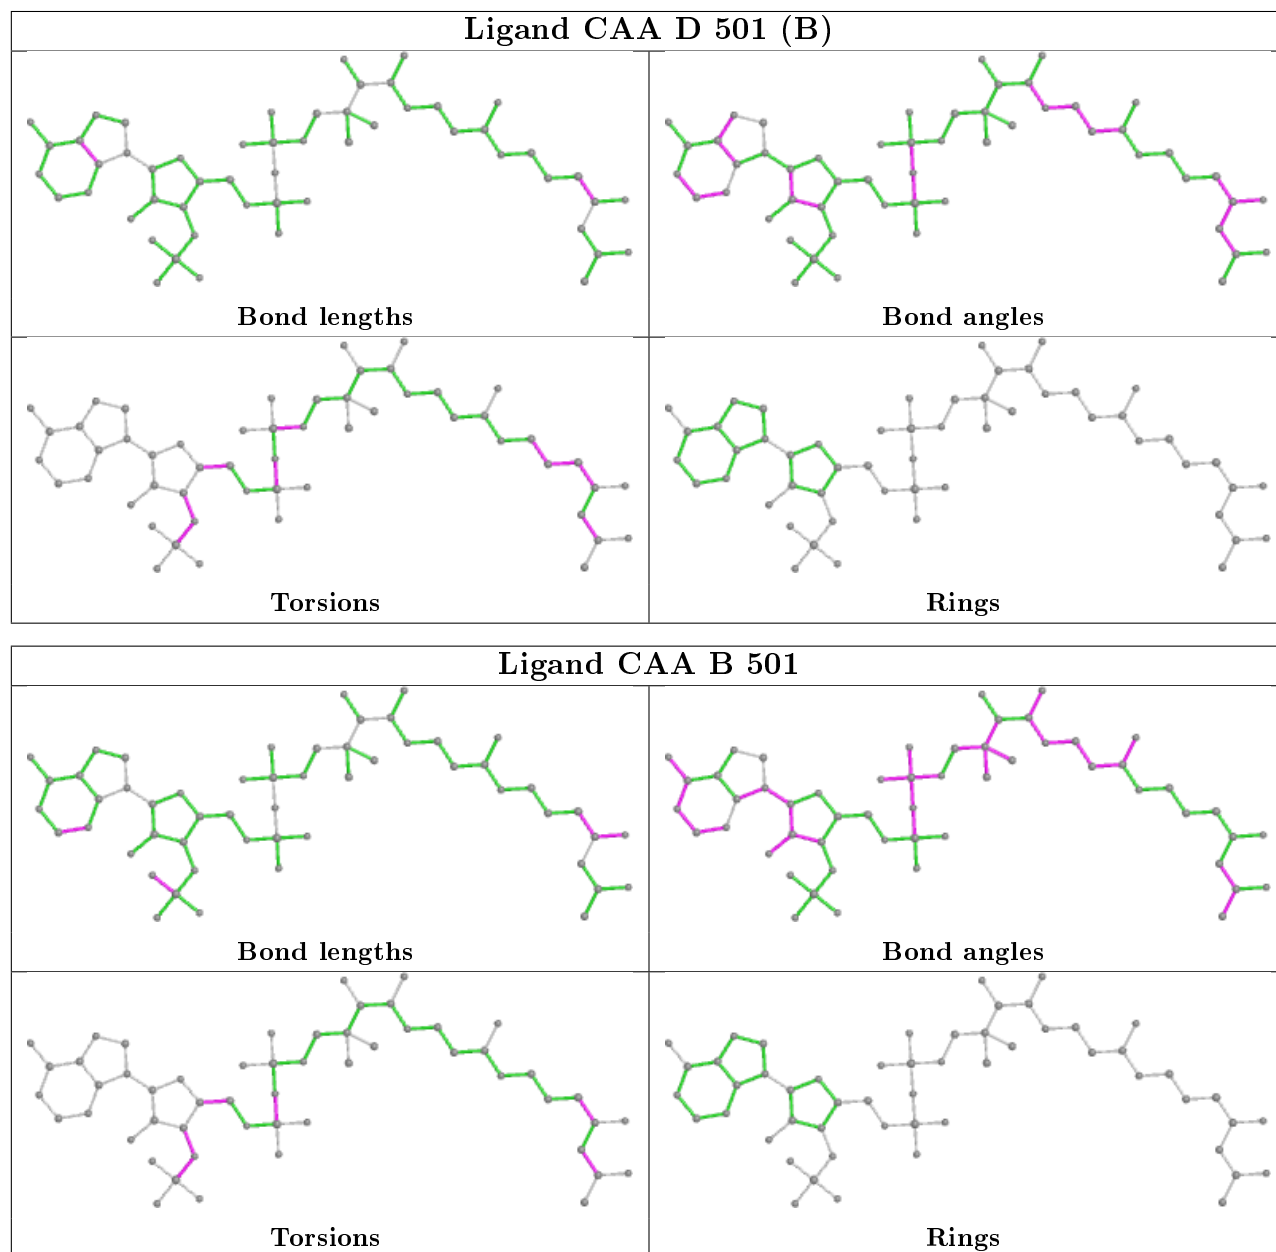 Ligand CAA D 501 (B)
Bond lengths
Bond angles
Torsions
Rings
Ligand CAA B 501
Bond lengths
Bond angles
Torsions
Rings